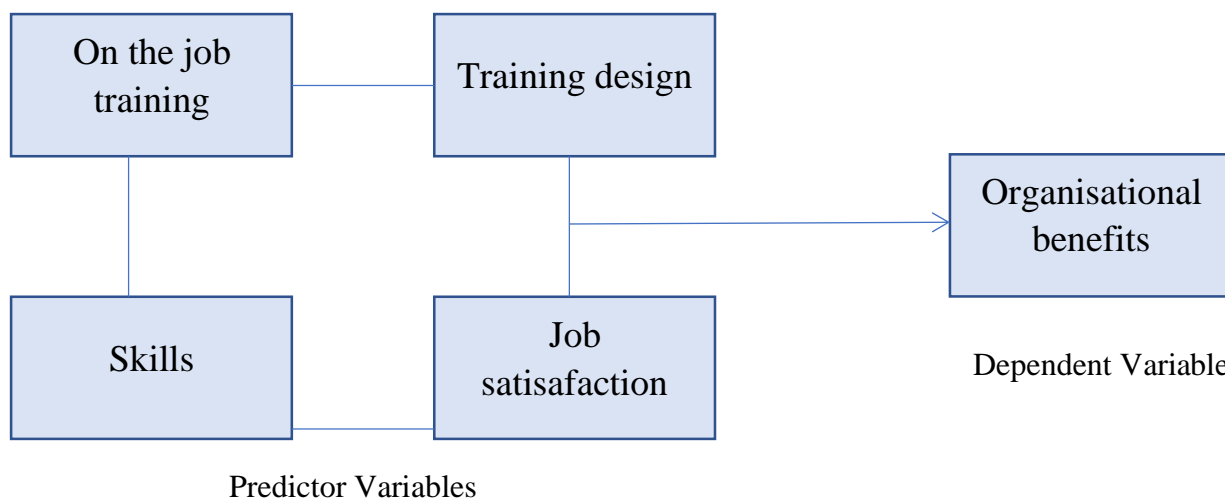 On the job
training
Training design
Organisational
benefits
Skills
Job
satisafaction
Dependent Variable
Predictor Variables